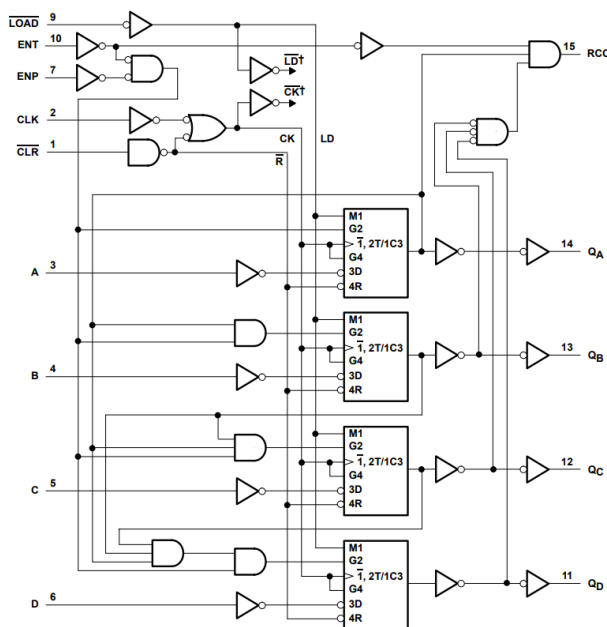 LOAD 9
ENT 10
15 RCO
ENP 7
LD†
CK†
CLK 2
CLR 1
CK LD
R
M1
G2
1, 2T/1C3
G4
A 3
3D
4R
14 QA
M1
G2
1, 2T/1C3
G4
B 4
3D
4R
13 QB
M1
G2
1, 2T/1C3
G4
C 5
3D
4R
12 QC
M1
G2
1, 2T/1C3
G4
D 6
3D
4R
11 QD